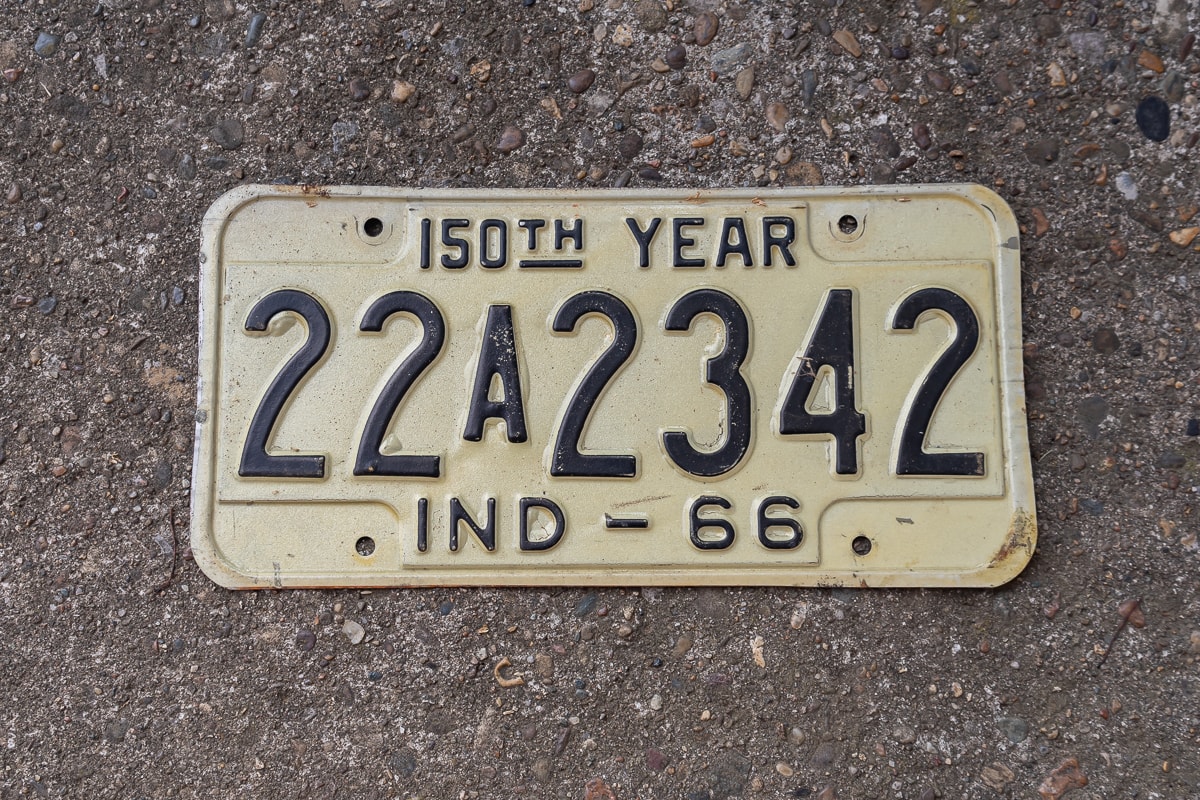 150TH YEAR
22A2342
IND - 66